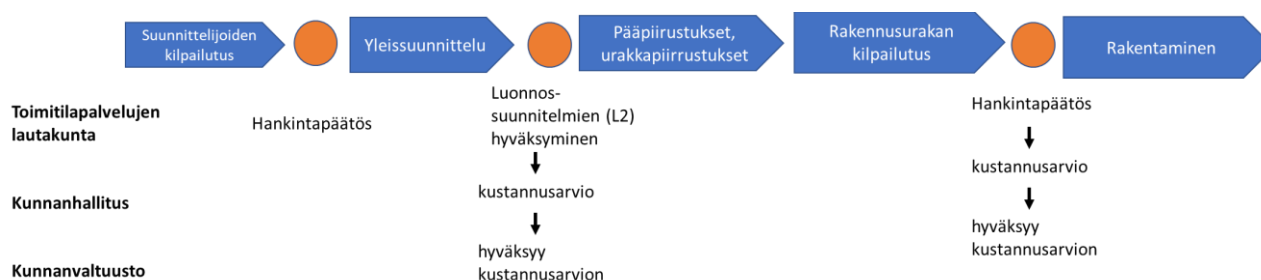 Suunnittelijoiden
kilpailutus
Yleissuunnittelu
Pääpiirustukset,
urakkapiirrustukset
Rakennusurakan
kilpailutus
Rakentaminen
Toimitilapalvelujen
lautakunta
Hankintapäätös
Luonnos-
suunnitelmien (L2)
hyväksyminen
Hankintapäätös
Kunnanhallitus
kustannusarvio
kustannusarvio
Kunnanvaltuusto
hyväksyy
kustannusarvion
hyväksyy
kustannusarvion